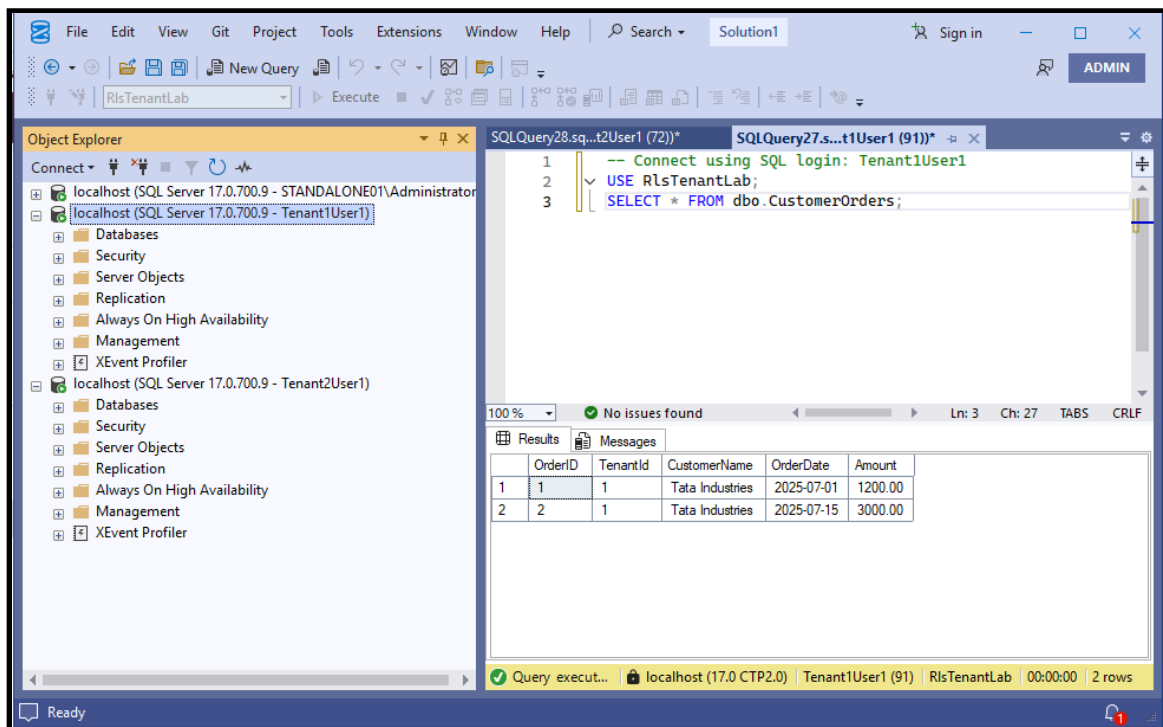 File Edit View Git Project Tools Extensions Window Help Search Solution1 Sign in
New Query ADMIN
RlsTenantLab Execute
Object Explorer
Connect
localhost (SQL Server 17.0.700.9 - STANDALONE01\Administrator
localhost (SQL Server 17.0.700.9 - Tenant1User1)
Databases
Security
Server Objects
Replication
Always On High Availability
Management
XEvent Profiler
localhost (SQL Server 17.0.700.9 - Tenant2User1)
Databases
Security
Server Objects
Replication
Always On High Availability
Management
XEvent Profiler
SQLQuery28.sq...t2User1 (72))* SQLQuery27.s...t1User1 (91))*
1 -- Connect using SQL login: Tenant1User1
2 USE RlsTenantLab;
3 SELECT * FROM dbo.CustomerOrders;
100 % No issues found Ln: 3 Ch: 27 TABS CRLF
Results Messages
OrderID TenantId CustomerName OrderDate Amount
1 1 1 Tata Industries 2025-07-01 1200.00
2 2 1 Tata Industries 2025-07-15 3000.00
Query execut... localhost (17.0 CTP2.0) Tenant1User1 (91) RlsTenantLab 00:00:00 2 rows
Ready 1